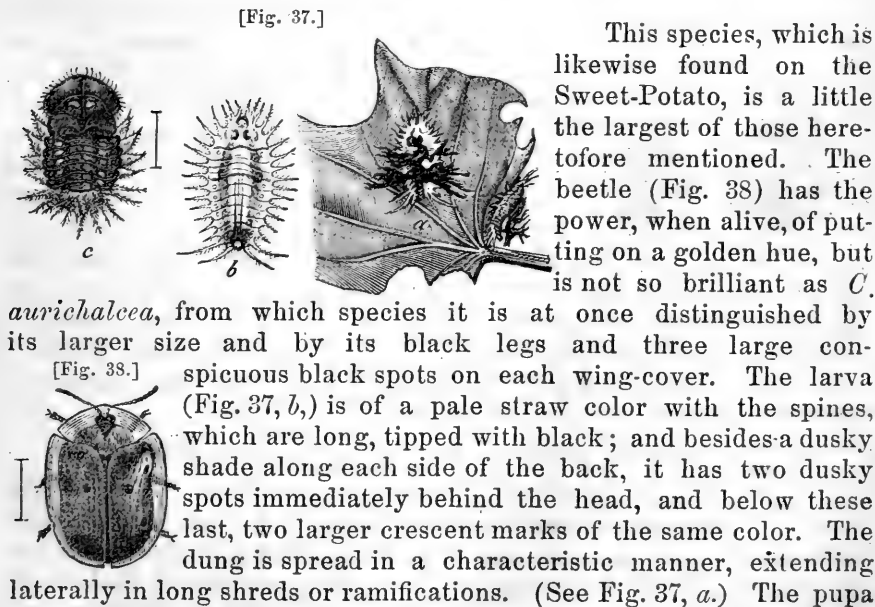 [Fig. 37.]
c
b
a
This species, which is
likewise found on the
Sweet-Potato, is a little
the largest of those here-
tofore mentioned. The
beetle (Fig. 38) has the
power, when alive, of put-
ting on a golden hue, but
is not so brilliant as C.
aurichalcea, from which species it is at once distinguished by
its larger size and by its black legs and three large con-
[Fig. 38.]
spicuous black spots on each wing-cover. The larva
(Fig. 37, b,) is of a pale straw color with the spines,
which are long, tipped with black; and besides a dusky
shade along each side of the back, it has two dusky
spots immediately behind the head, and below these
last, two larger crescent marks of the same color. The
dung is spread in a characteristic manner, extending
laterally in long shreds or ramifications. (See Fig. 37, a.) The pupa